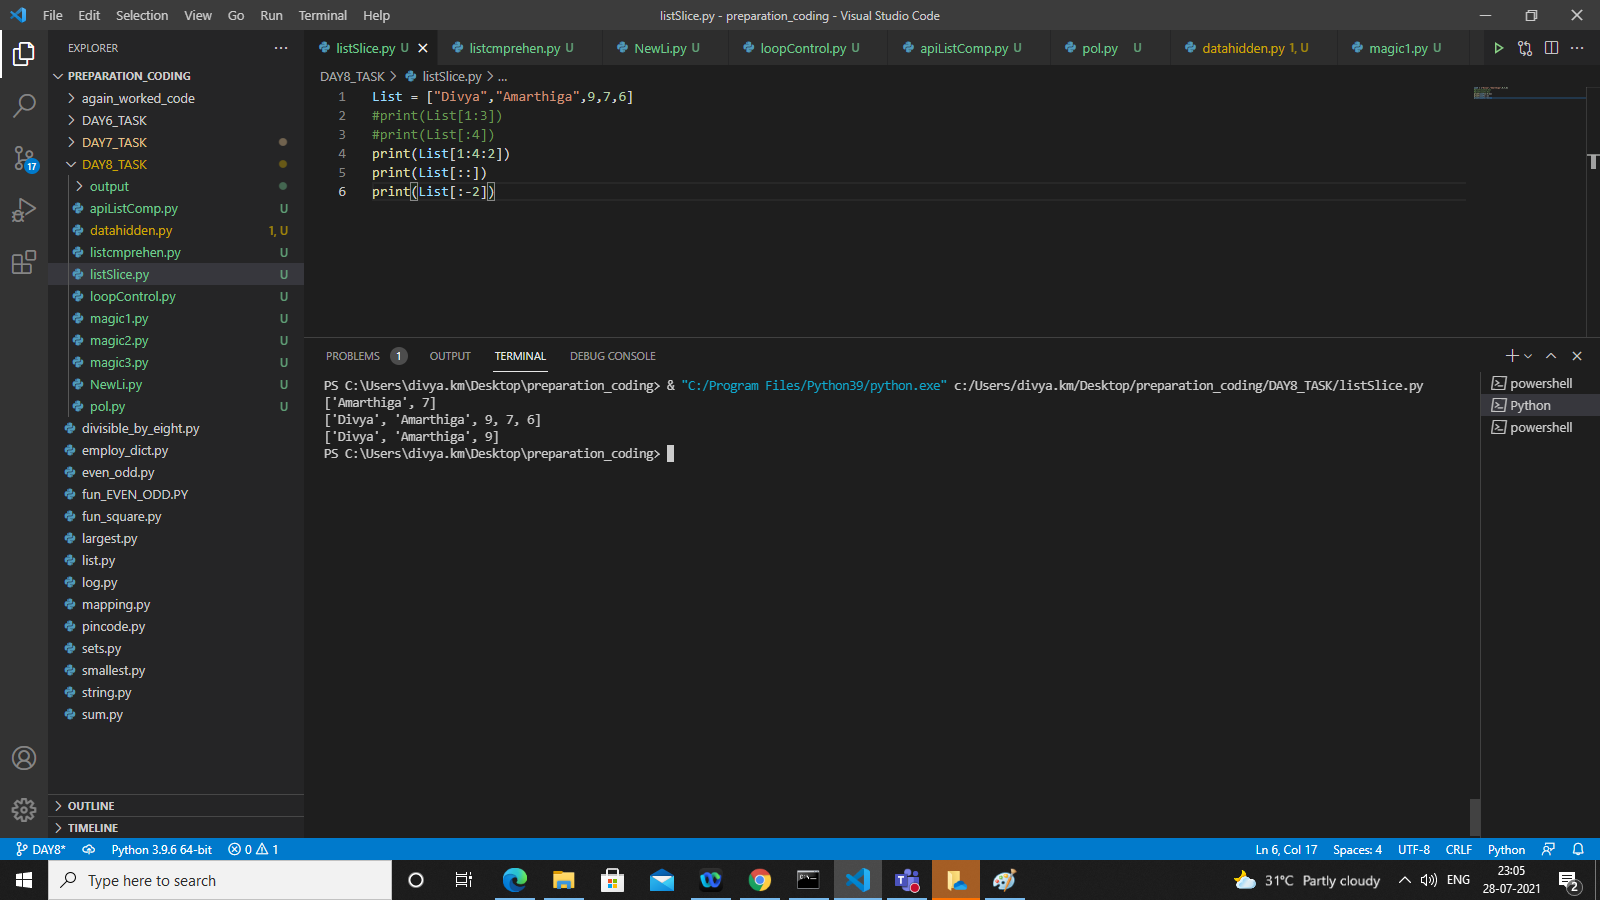 File Edit Selection View Go Run Terminal Help
listSlice.py - preparation_coding - Visual Studio Code
EXPLORER
PREPARATION_CODING
again_worked_code
DAY6_TASK
DAY7_TASK
DAY8_TASK
output
apiListComp.py U
datahidden.py 1, U
listcmprehen.py U
listSlice.py U
loopControl.py U
magic1.py U
magic2.py U
magic3.py U
NewLi.py U
pol.py U
divisible_by_eight.py
employ_dict.py
even_odd.py
fun_EVEN_ODD.PY
fun_square.py
largest.py
list.py
log.py
mapping.py
pincode.py
sets.py
smallest.py
string.py
sum.py
OUTLINE
TIMELINE
17
listSlice.py U listcmprehen.py U NewLi.py U loopControl.py U apiListComp.py U pol.py U datahidden.py 1, U magic1.py U
DAY8_TASK > listSlice.py > ...
1 List = ["Divya","Amarthiga",9,7,6]
2 #print(List[1:3])
3 #print(List[:4])
4 print(List[1:4:2])
5 print(List[::])
6 print(List[:-2])
PROBLEMS 1 OUTPUT TERMINAL DEBUG CONSOLE
PS C:\Users\divya.km\Desktop\preparation_coding> & "C:/Program Files/Python39/python.exe" c:/Users/divya.km/Desktop/preparation_coding/DAY8_TASK/listSlice.py
['Amarthiga', 7]
['Divya', 'Amarthiga', 9, 7, 6]
['Divya', 'Amarthiga', 9]
PS C:\Users\divya.km\Desktop\preparation_coding>
powershell
Python
powershell
DAY8* Python 3.9.6 64-bit 0 1 Ln 6, Col 17 Spaces: 4 UTF-8 CRLF Python
Type here to search
31°C Partly cloudy ENG
23:05
28-07-2021
2